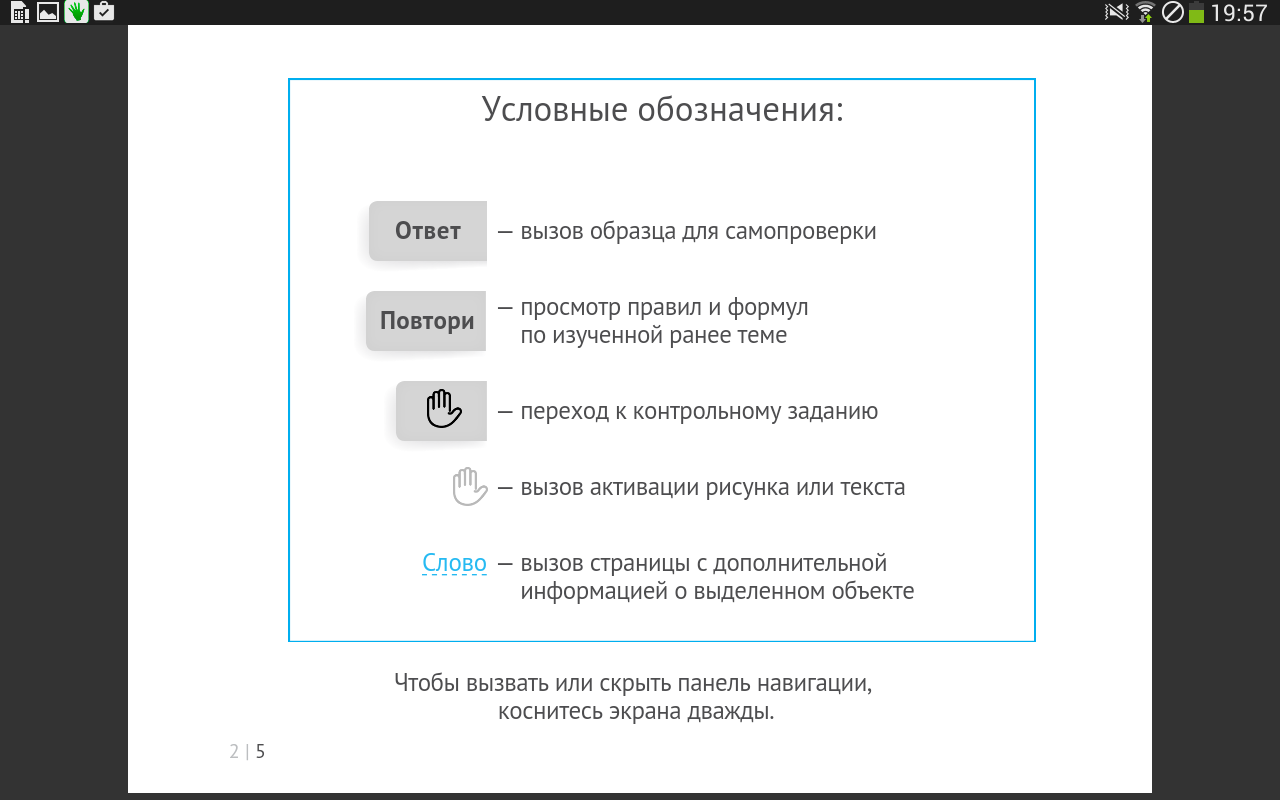 19:57
Условные обозначения:
Ответ — вызов образца для самопроверки
Повтори — просмотр правил и формул
по изученной ранее теме
— переход к контрольному заданию
— вызов активации рисунка или текста
Слово — вызов страницы с дополнительной
информацией о выделенном объекте
Чтобы вызвать или скрыть панель навигации,
коснитесь экрана дважды.
2 | 5